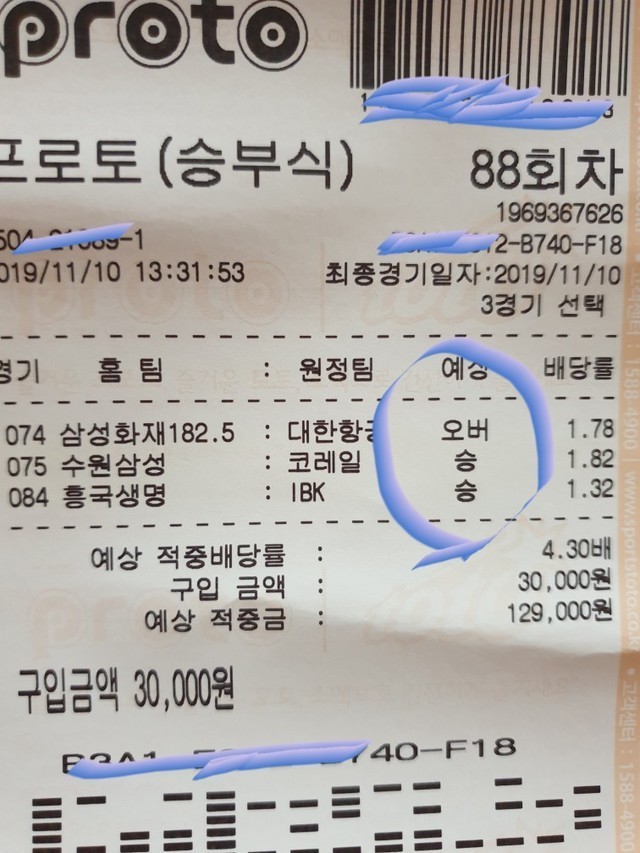 proto
프로토(승부식) 88회차
1969367626
-B740-F18
2019/11/10 13:31:53 최종경기일자:2019/11/10
3경기 선택
경기 홈 팀 : 원정팀 예상 배당률
074 삼성화재182.5 : 대한항공 오버 1.78
075 수원삼성 : 코레일 승 1.82
084 흥국생명 : IBK 승 1.32
예상 적중배당률 : 4.30배
구입 금액 : 30,000원
예상 적중금 : 129,000원
구입금액 30,000원
740-F18
고객센터 : 1588-4900